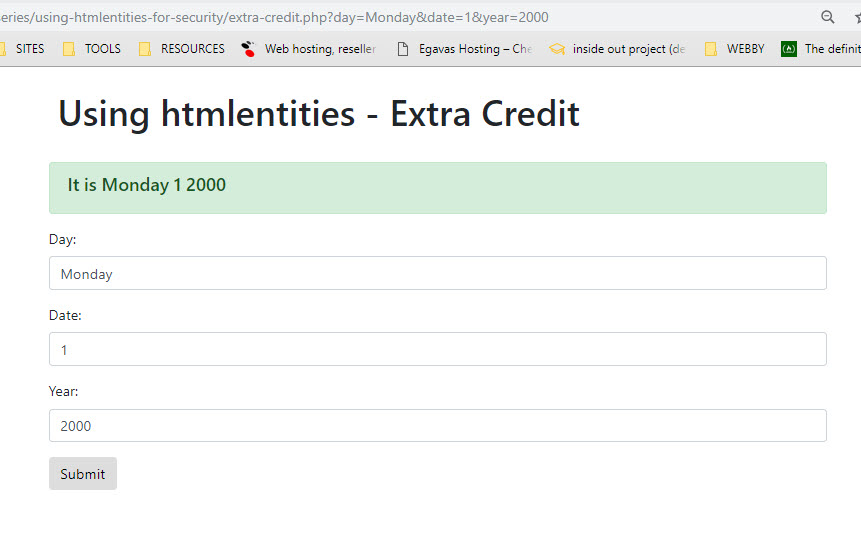 eries/using-htmlentities-for-security/extra-credit.php?day=Monday&date=1&year=2000
SITES TOOLS RESOURCES Web hosting, reseller Egavas Hosting – Che inside out project (de WEBBY The definit
Using htmlentities - Extra Credit
It is Monday 1 2000
Day:
Monday
Date:
1
Year:
2000
Submit